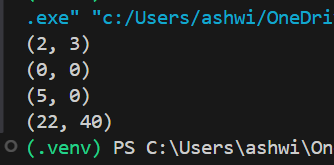 .exe" "c:/Users/ashwi/OneDri
(2, 3)
(0, 0)
(5, 0)
(22, 40)
(.venv) PS C:\Users\ashwi\On